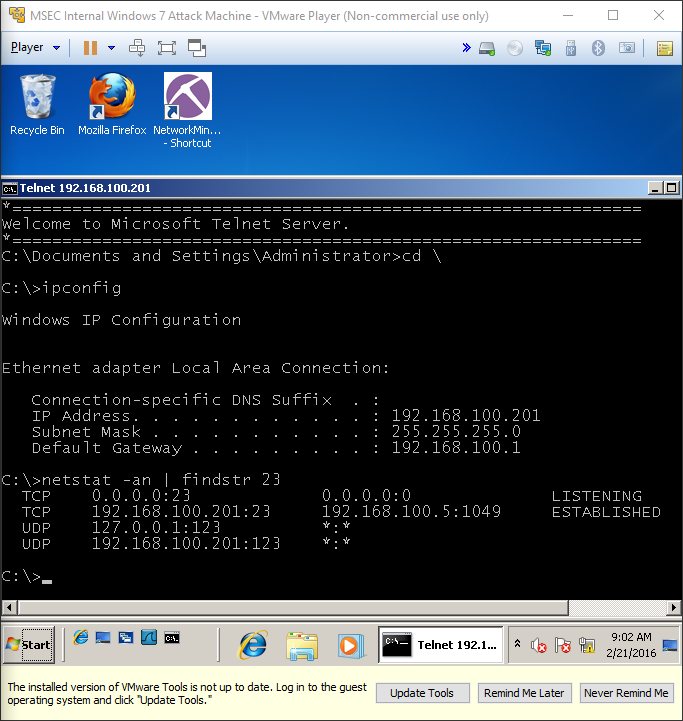 MSEC Internal Windows 7 Attack Machine - VMware Player (Non-commercial use only)
Player
Recycle Bin
Mozilla Firefox
NetworkMin...
- Shortcut
Telnet 192.168.100.201
*===============================================================
Welcome to Microsoft Telnet Server.
*===============================================================
C:\Documents and Settings\Administrator>cd \
C:\>ipconfig
Windows IP Configuration
Ethernet adapter Local Area Connection:
Connection-specific DNS Suffix  . :
IP Address. . . . . . . . . . . . : 192.168.100.201
Subnet Mask . . . . . . . . . . . : 255.255.255.0
Default Gateway . . . . . . . . . : 192.168.100.1
C:\>netstat -an | findstr 23
TCP    0.0.0.0:23             0.0.0.0:0              LISTENING
TCP    192.168.100.201:23     192.168.100.5:1049     ESTABLISHED
UDP    127.0.0.1:123          *:*
UDP    192.168.100.201:123    *:*
C:\>_
Start
Telnet 192.1...
9:02 AM
2/21/2016
The installed version of VMware Tools is not up to date. Log in to the guest
operating system and click "Update Tools."
Update Tools
Remind Me Later
Never Remind Me